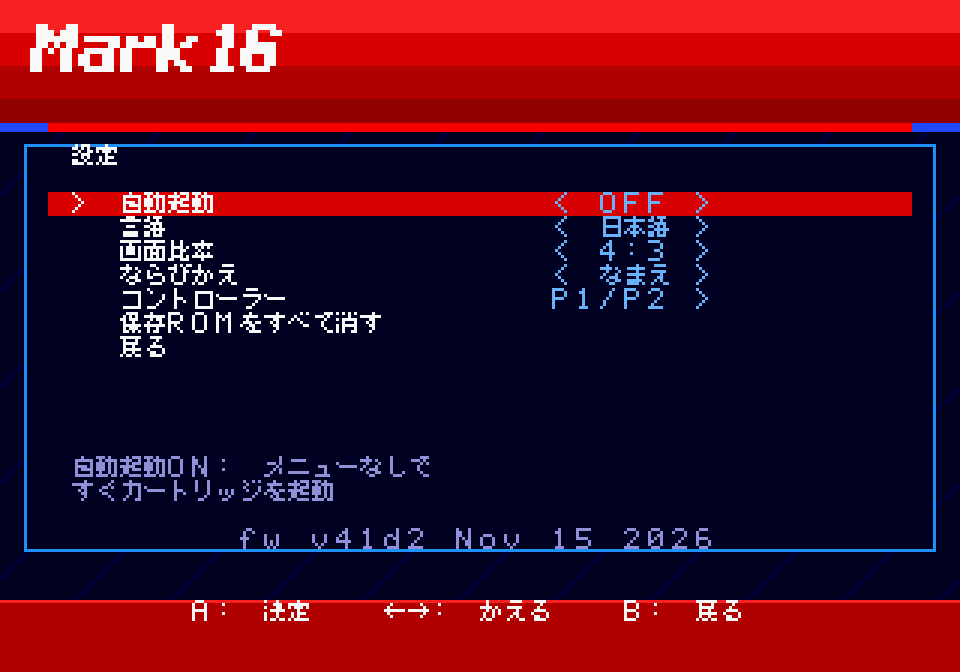 Mark 16
設定
> 自動起動 < OFF >
言語 < 日本語 >
画面比率 < 4:3 >
ならびかえ < なまえ >
コントローラー P1/P2 >
保存ROMをすべて消す
戻る
自動起動ON: メニューなしで
すぐカートリッジを起動
fw v41d2 Nov 15 2026
A: 決定 ←→: かえる B: 戻る